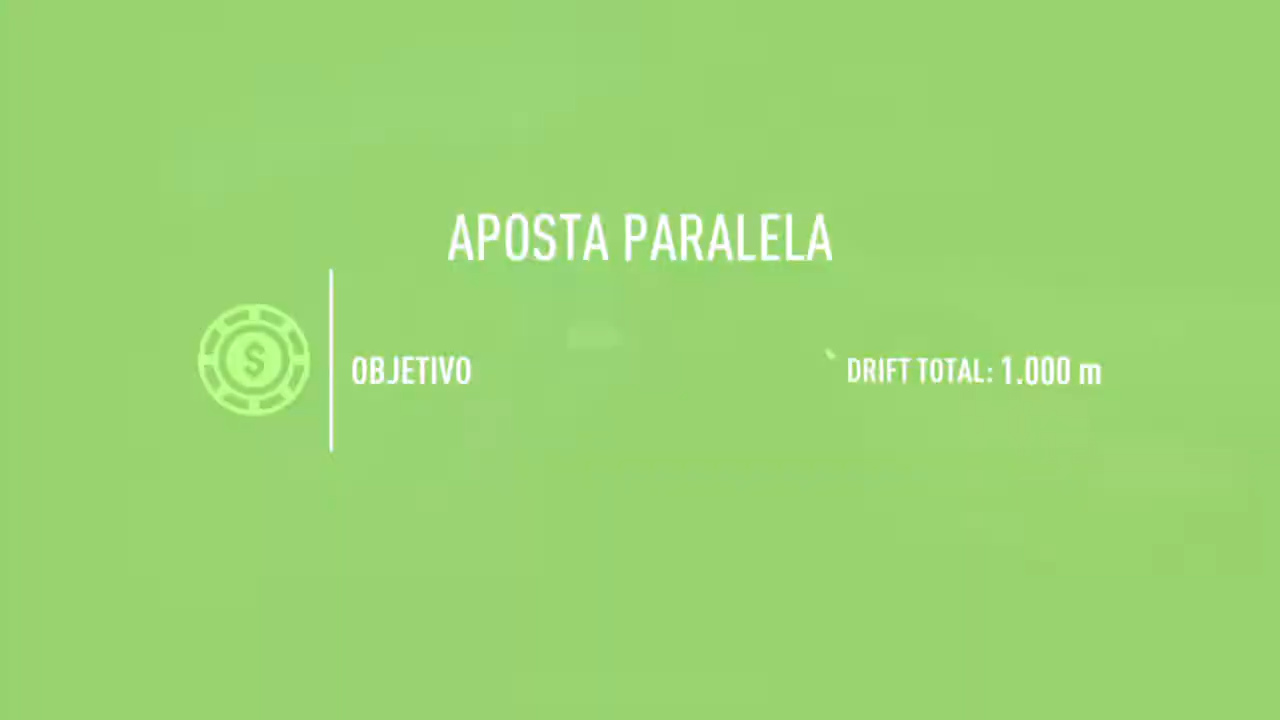 APOSTA PARALELA
$
OBJETIVO
DRIFT TOTAL: 1.000 m